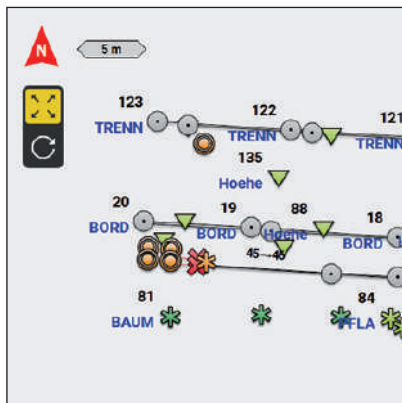 N
5 m
123
122
121
TRENN
TRENN
TRENN
135
Hoehe
20
19
88
18
BORD
BORD
Hoehe
BORD
45→46
81
84
BAUM
PFLA